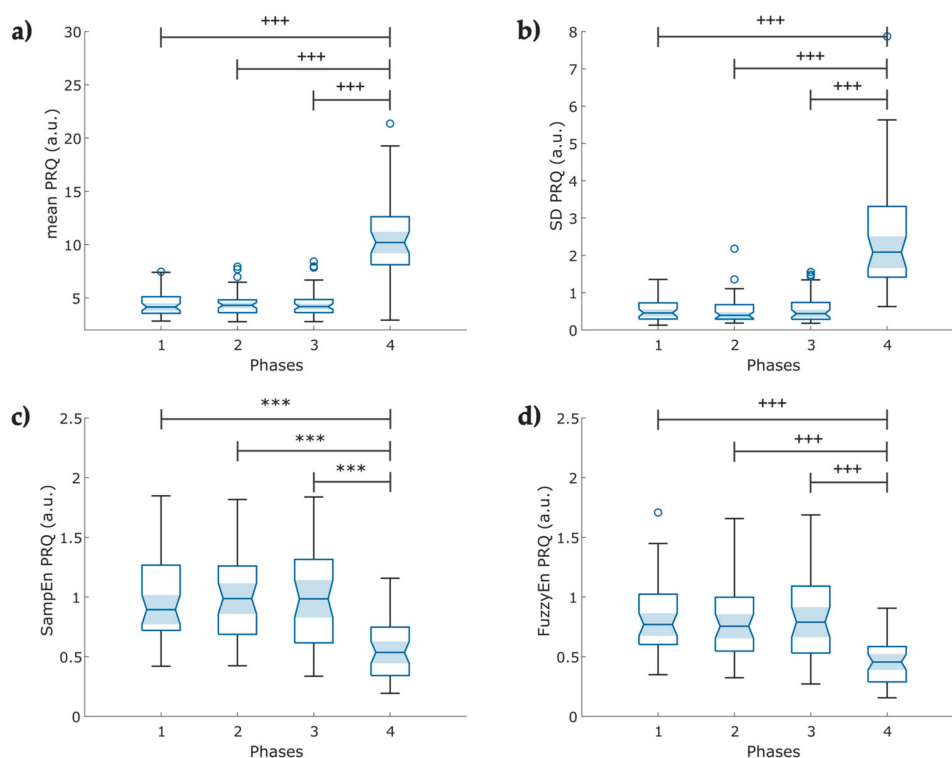 a)
+++
+++
+++
30
25
20
15
10
5
mean PRQ (a.u.)
1 2 3 4
Phases
b)
+++
+++
+++
8
7
6
5
4
3
2
1
0
SD PRQ (a.u.)
1 2 3 4
Phases
c)
***
***
***
2.5
2
1.5
1
0.5
0
SampEn PRQ (a.u.)
1 2 3 4
Phases
d)
+++
+++
+++
2.5
2
1.5
1
0.5
0
FuzzyEn PRQ (a.u.)
1 2 3 4
Phases